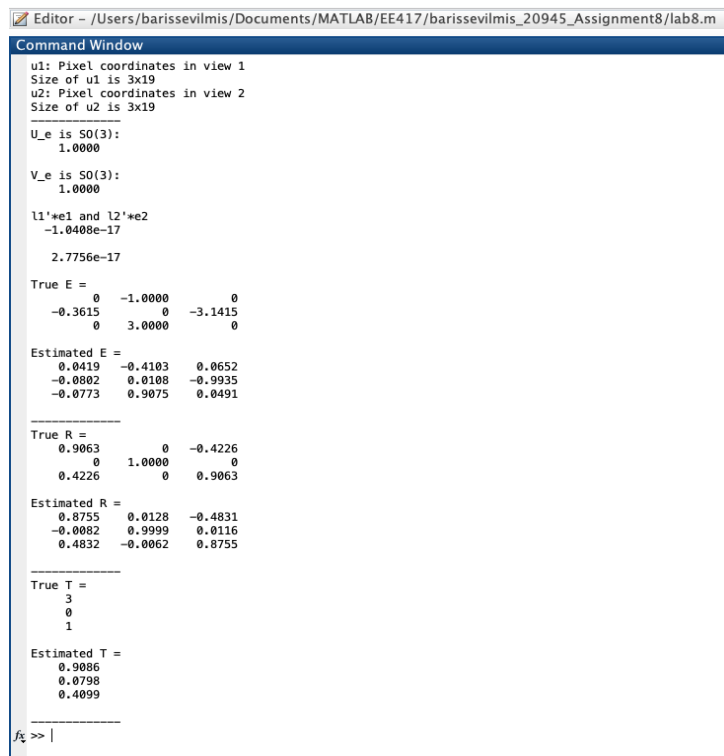 Editor - /Users/barissevilmis/Documents/MATLAB/EE417/barissevilmis_20945_Assignment8/lab8.m
Command Window
u1: Pixel coordinates in view 1
Size of u1 is 3x19
u2: Pixel coordinates in view 2
Size of u2 is 3x19
-------------
U_e is SO(3):
1.0000
V_e is SO(3):
1.0000
l1'*e1 and l2'*e2
-1.0408e-17
2.7756e-17
True E =
0 -1.0000 0
-0.3615 0 -3.1415
0 3.0000 0
Estimated E =
0.0419 -0.4103 0.0652
-0.0802 0.0108 -0.9935
-0.0773 0.9075 0.0491
-------------
True R =
0.9063 0 -0.4226
0 1.0000 0
0.4226 0 0.9063
Estimated R =
0.8755 0.0128 -0.4831
-0.0082 0.9999 0.0116
0.4832 -0.0062 0.8755
-------------
True T =
3
0
1
Estimated T =
0.9086
0.0798
0.4099
-------------
fx >>